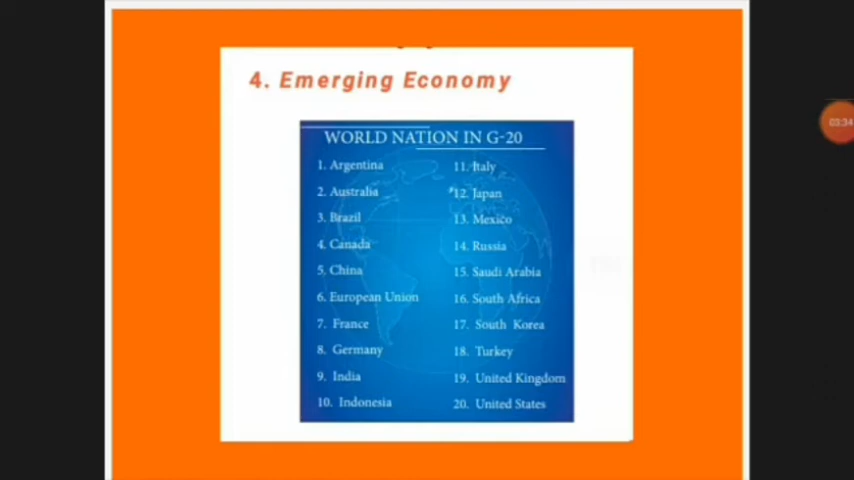 4. Emerging Economy
WORLD NATION IN G-20
1. Argentina
2. Australia
3. Brazil
4. Canada
5. China
6. European Union
7. France
8. Germany
9. India
10. Indonesia
11. Italy
12. Japan
13. Mexico
14. Russia
15. Saudi Arabia
16. South Africa
17. South Korea
18. Turkey
19. United Kingdom
20. United States
03:34